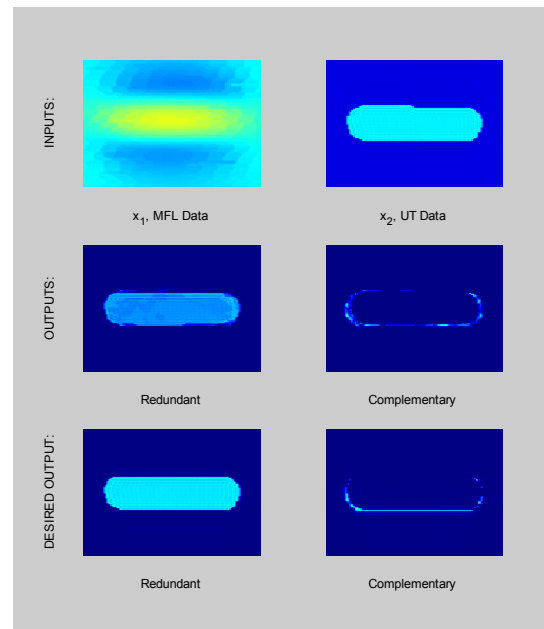 INPUTS:
x1, MFL Data
x2, UT Data
OUTPUTS:
Redundant
Complementary
DESIRED OUTPUT:
Redundant
Complementary